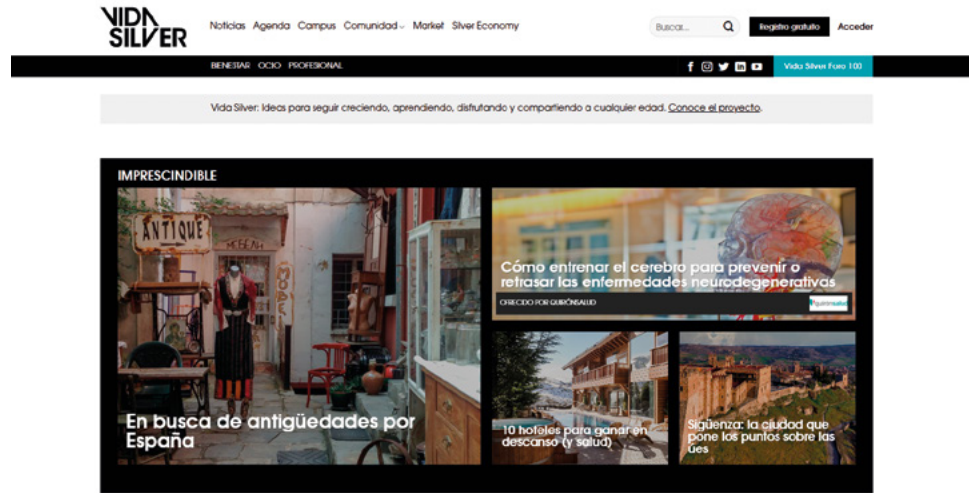 VIDA
SILVER
Noticias Agenda Campus Comunidad Market Silver Economy
Buscar...
Registro gratuito
Acceder
BIENESTAR OCIO PROFESIONAL
Vida Silver Foro 100
Vida Silver: Ideas para seguir creciendo, aprendiendo, disfrutando y compartiendo a cualquier edad. Conoce el proyecto.
IMPRESCINDIBLE
ANTIQUE
МЕБЕЛИ
En busca de antigüedades por
España
Cómo entrenar el cerebro para prevenir o
retrasar las enfermedades neurodegenerativas
OFRECIDO POR QUIRÓNSALUD
quirónsalud
10 hoteles para ganar en
descanso (y salud)
Sigüenza: la ciudad que
pone los puntos sobre las
ües